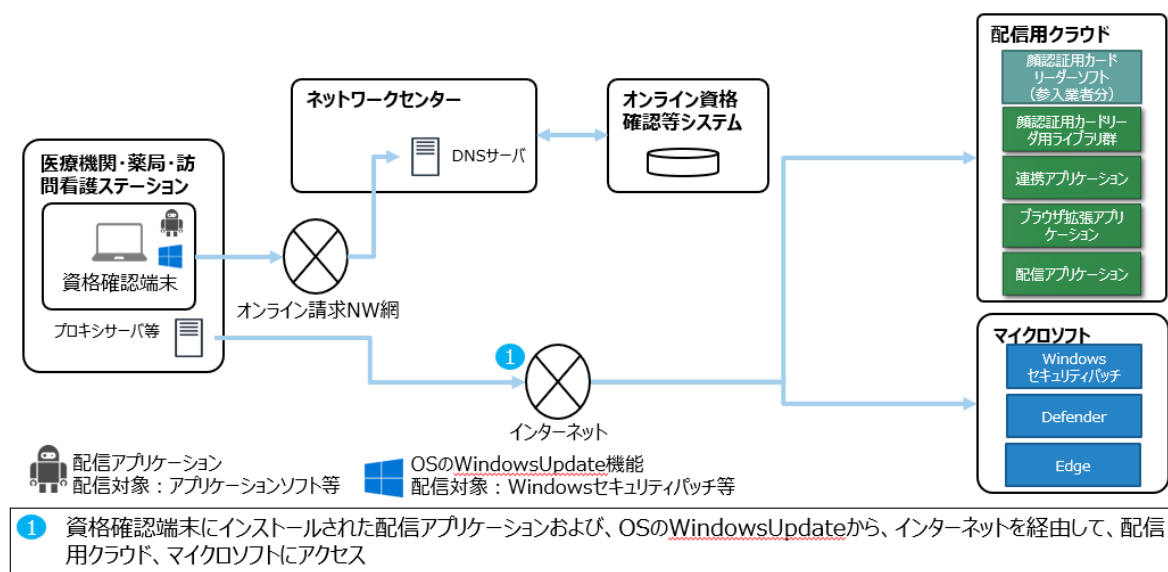 配信用クラウド
顔認証用カード
リーダーソフト
（参入業者分）
顔認証用カードリー
ダ用ライブラリ群
連携アプリケーション
ブラウザ拡張アプリ
ケーション
配信アプリケーション
ネットワークセンター
DNSサーバ
オンライン資格
確認等システム
医療機関・薬局・訪
問看護ステーション
資格確認端末
プロキシサーバ等
オンライン請求NW網
1
インターネット
マイクロソフト
Windows
セキュリティパッチ
Defender
Edge
配信アプリケーション
配信対象：アプリケーションソフト等
OSのWindowsUpdate機能
配信対象：Windowsセキュリティパッチ等
1 資格確認端末にインストールされた配信アプリケーションおよび、OSのWindowsUpdateから、インターネットを経由して、配信
用クラウド、マイクロソフトにアクセス